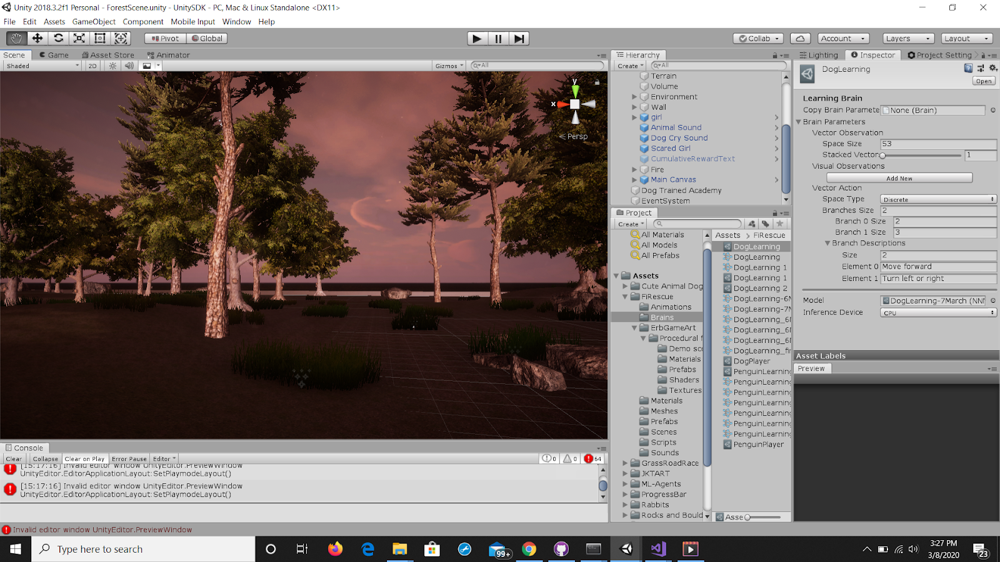 Unity 2018.3.2f1 Personal - ForestScene.unity - UnitySDK - PC, Mac & Linux Standalone <DX11>
File Edit Assets GameObject Component Mobile Input Window Help
Pivot Global
Collab Account Layers Layout
Scene Game Asset Store Animator
Shaded 2D Gizmos All
y
x
Persp
Hierarchy
Create All
Terrain
Volume
Environment
Wall
girl
Animal Sound
Dog Cry Sound
Scared Girl
CumulativeRewardText
Fire
Main Canvas
Dog Trained Academy
EventSystem
Project
Create
All Materials
All Models
All Prefabs
Assets
Cute Animal Dog
FiRescue
Animations
Brains
ErbGameArt
Procedural f
Demo sce
Materials
Prefabs
Shaders
Textures
Materials
Meshes
Prefabs
Scenes
Scripts
Sounds
GrassRoadRace
JKTART
ML-Agents
ProgressBar
Rabbits
Rocks and Bould
Assets FiRescue
DogLearning
DogLearning
DogLearning 1
DogLearning 1
DogLearning 2
DogLearning-6M
DogLearning-7M
DogLearning_6M
DogLearning_6M
DogLearning_6M
DogLearning_fir
DogPlayer
PenguinLearning
PenguinLearning
PenguinLearning
PenguinLearning
PenguinLearning
PenguinLearning
PenguinLearning
PenguinPlayer
Asse
Lighting Inspector Project Setting
DogLearning
Open
Learning Brain
Copy Brain Paramete None (Brain)
Brain Parameters
Vector Observation
Space Size 53
Stacked Vector 1
Visual Observations
Add New
Vector Action
Space Type Discrete
Branches Size 2
Branch 0 Size 2
Branch 1 Size 3
Branch Descriptions
Size 2
Element 0 Move forward
Element 1 Turn left or right
Model DogLearning-7March (NNM
Inference Device CPU
Asset Labels
Preview
Console
Clear Collapse Clear on Play Error Pause Editor 0 0 64
[15:17:16] Invalid editor window UnityEditor.PreviewWindow
UnityEditor.EditorApplicationLayout:SetPlaymodeLayout()
[15:17:16] Invalid editor window UnityEditor.PreviewWindow
UnityEditor.EditorApplicationLayout:SetPlaymodeLayout()
Invalid editor window UnityEditor.PreviewWindow
Type here to search
99+
3:27 PM
3/8/2020
23